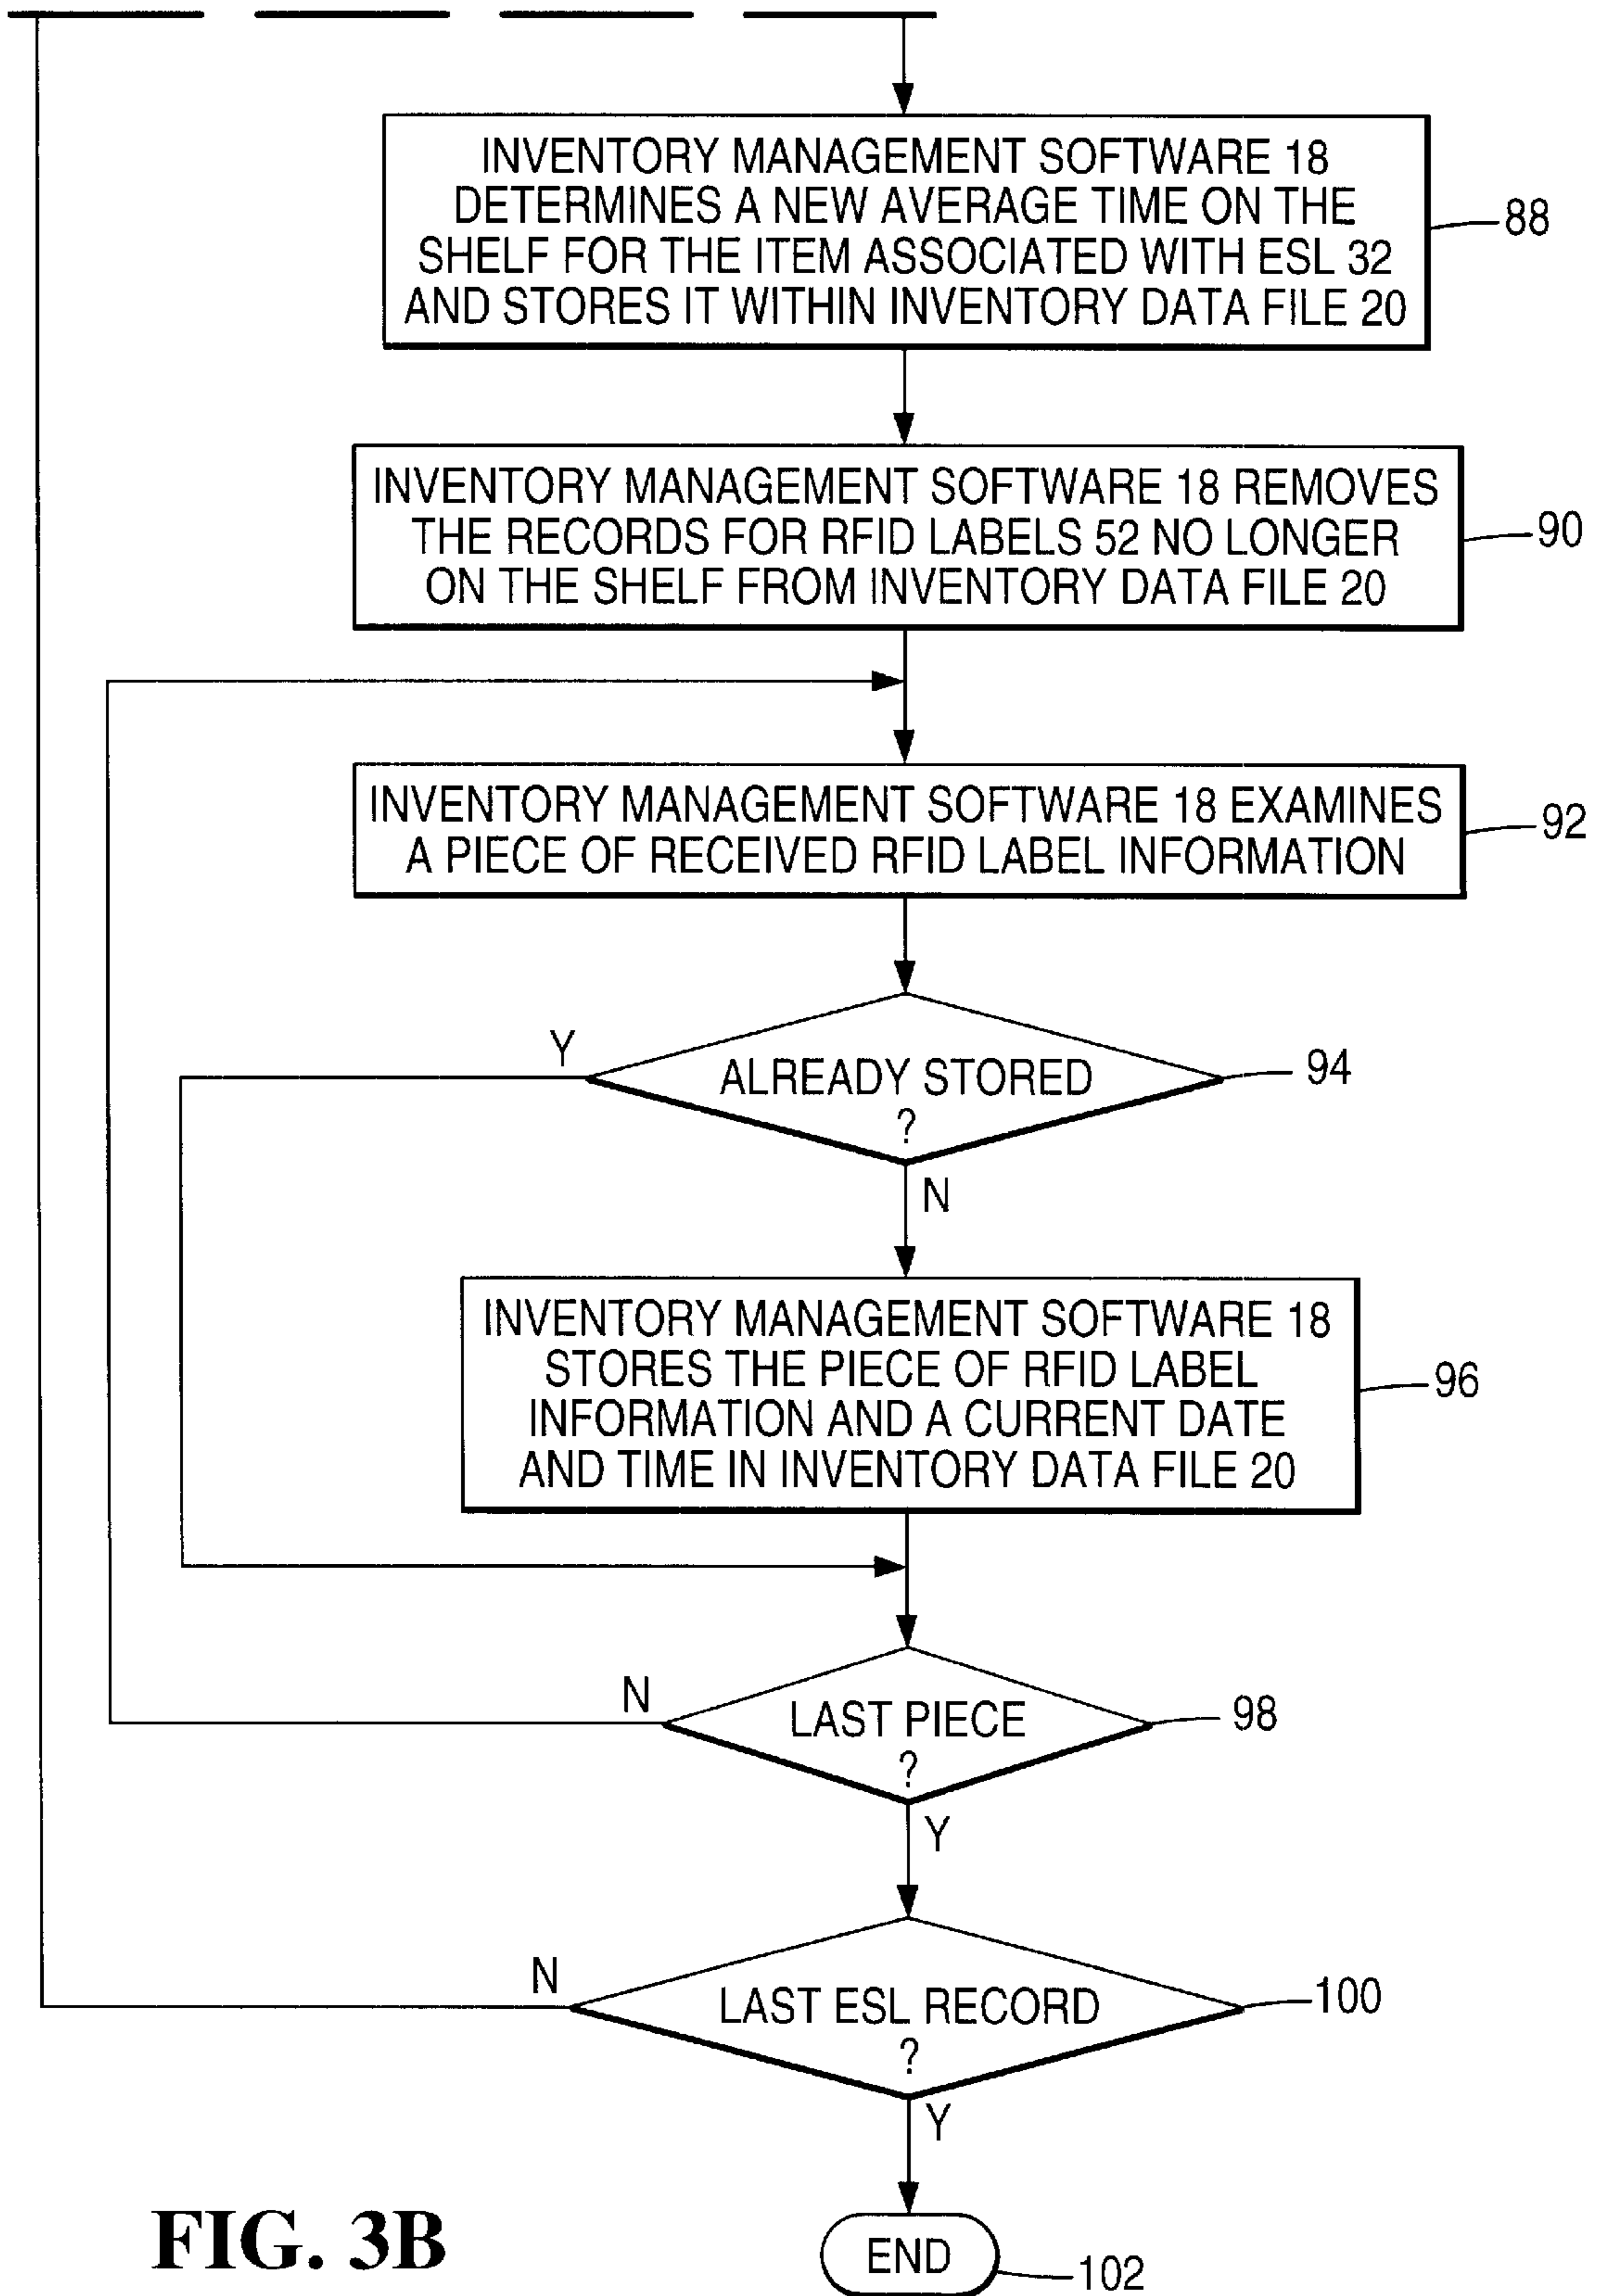 INVENTORY MANAGEMENT SOFTWARE 18
DETERMINES A NEW AVERAGE TIME ON THE
SHELF FOR THE ITEM ASSOCIATED WITH ESL 32
AND STORES IT WITHIN INVENTORY DATA FILE 20
88
INVENTORY MANAGEMENT SOFTWARE 18 REMOVES
THE RECORDS FOR RFID LABELS 52 NO LONGER
ON THE SHELF FROM INVENTORY DATA FILE 20
90
INVENTORY MANAGEMENT SOFTWARE 18 EXAMINES
A PIECE OF RECEIVED RFID LABEL INFORMATION
92
Y
ALREADY STORED
?
94
N
INVENTORY MANAGEMENT SOFTWARE 18
STORES THE PIECE OF RFID LABEL
INFORMATION AND A CURRENT DATE
AND TIME IN INVENTORY DATA FILE 20
96
N
LAST PIECE
?
98
Y
N
LAST ESL RECORD
?
100
Y
END
102
FIG. 3B